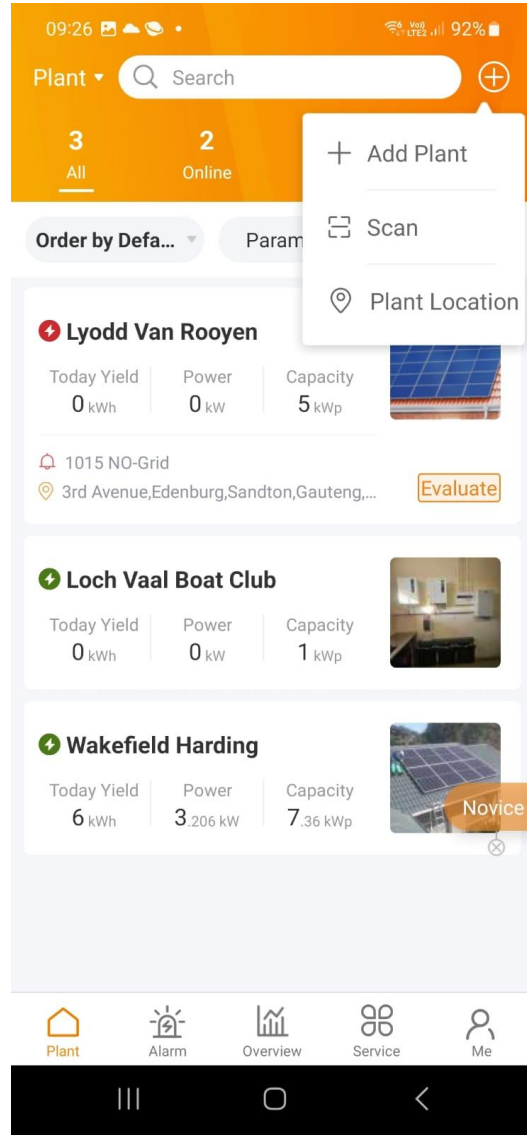 09:26 92%
Plant Search
3 2
All Online
Add Plant
Scan
Plant Location
Order by Defa... Param
Lyodd Van Rooyen
Today Yield Power Capacity
0 kWh 0 kW 5 kWp
1015 NO-Grid
3rd Avenue,Edenburg,Sandton,Gauteng,...
Evaluate
Loch Vaal Boat Club
Today Yield Power Capacity
0 kWh 0 kW 1 kWp
Wakefield Harding
Today Yield Power Capacity
6 kWh 3.206 kW 7.36 kWp
Novice
Plant Alarm Overview Service Me